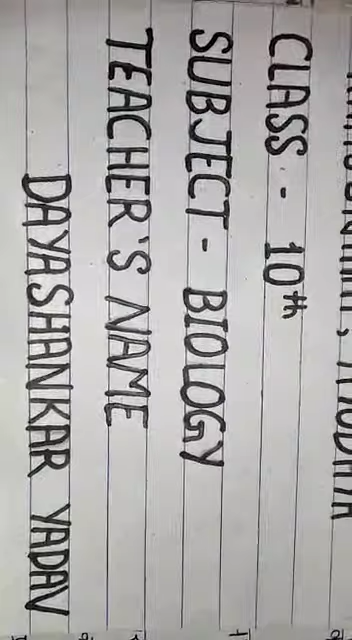 CLASS - 10th
SUBJECT - BIOLOGY
TEACHER'S NAME
DAYASHANKAR YADAV